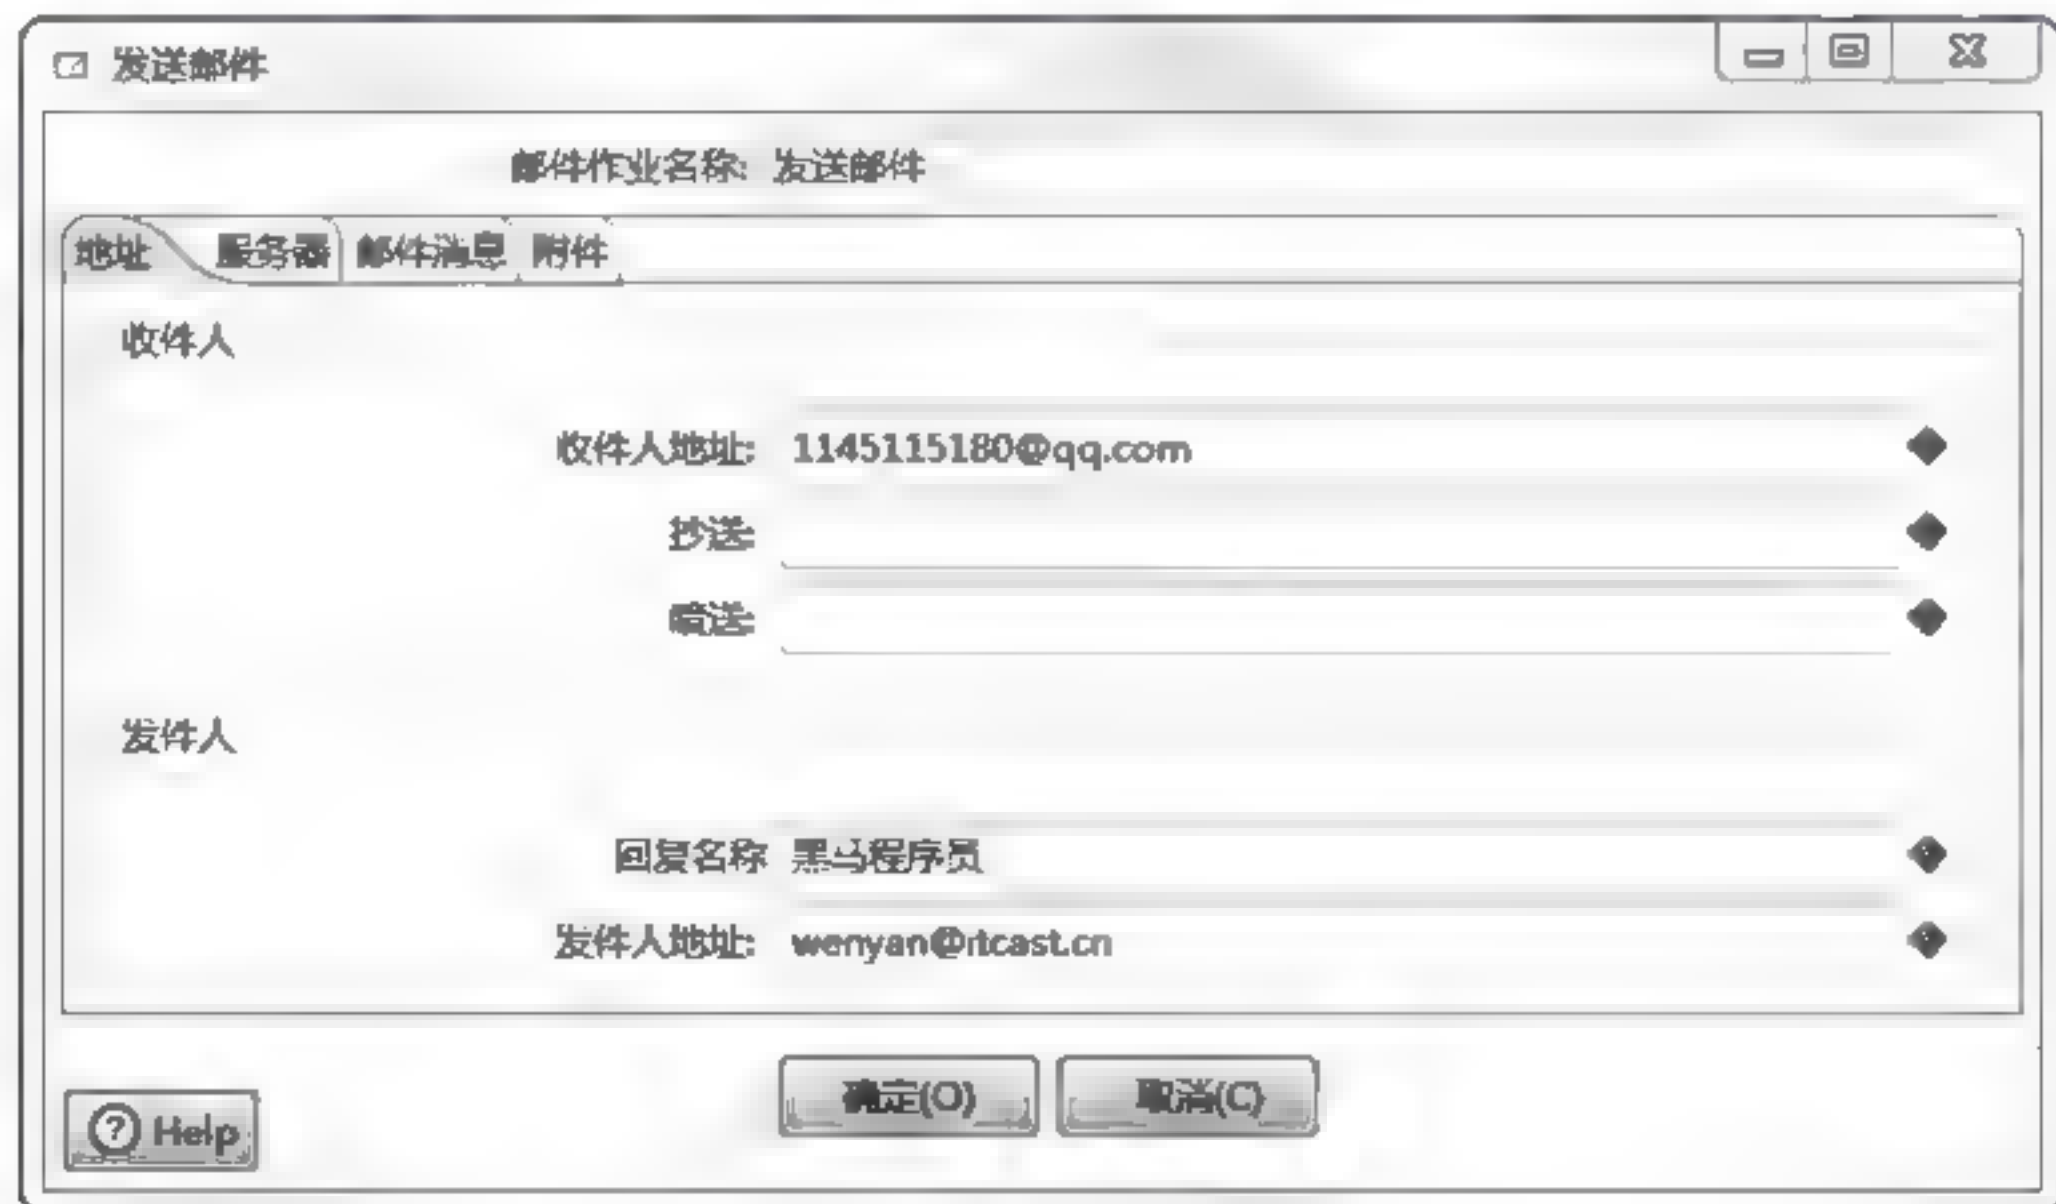 发送邮件
邮件作业名称: 发送邮件
地址 服务器 邮件消息 附件
收件人
收件人地址: 1145115180@qq.com
抄送:
暗送:
发件人
回复名称 黑马程序员
发件人地址: wenyan@itcast.cn
确定(O) 取消(C)
Help